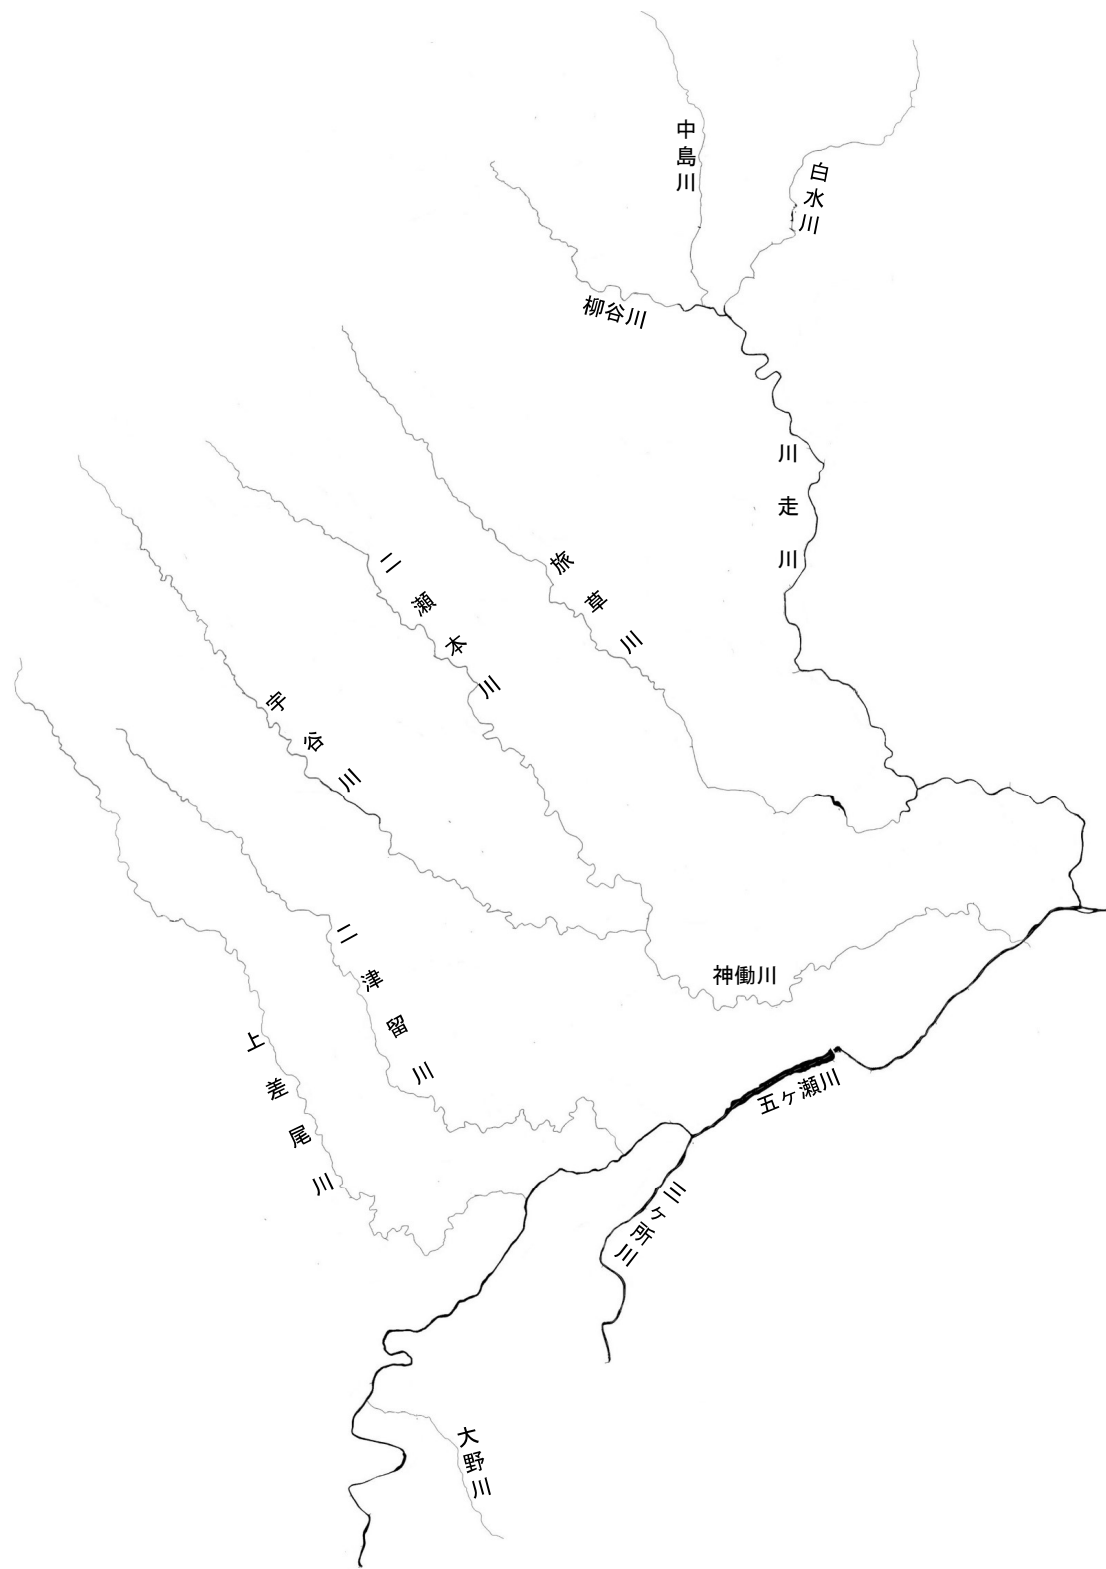 中島川
白水川
柳谷川
川走川
旅草川
二瀬本川
宇谷川
二津留川
神働川
上差尾川
五ヶ瀬川
三ヶ所川
大野川